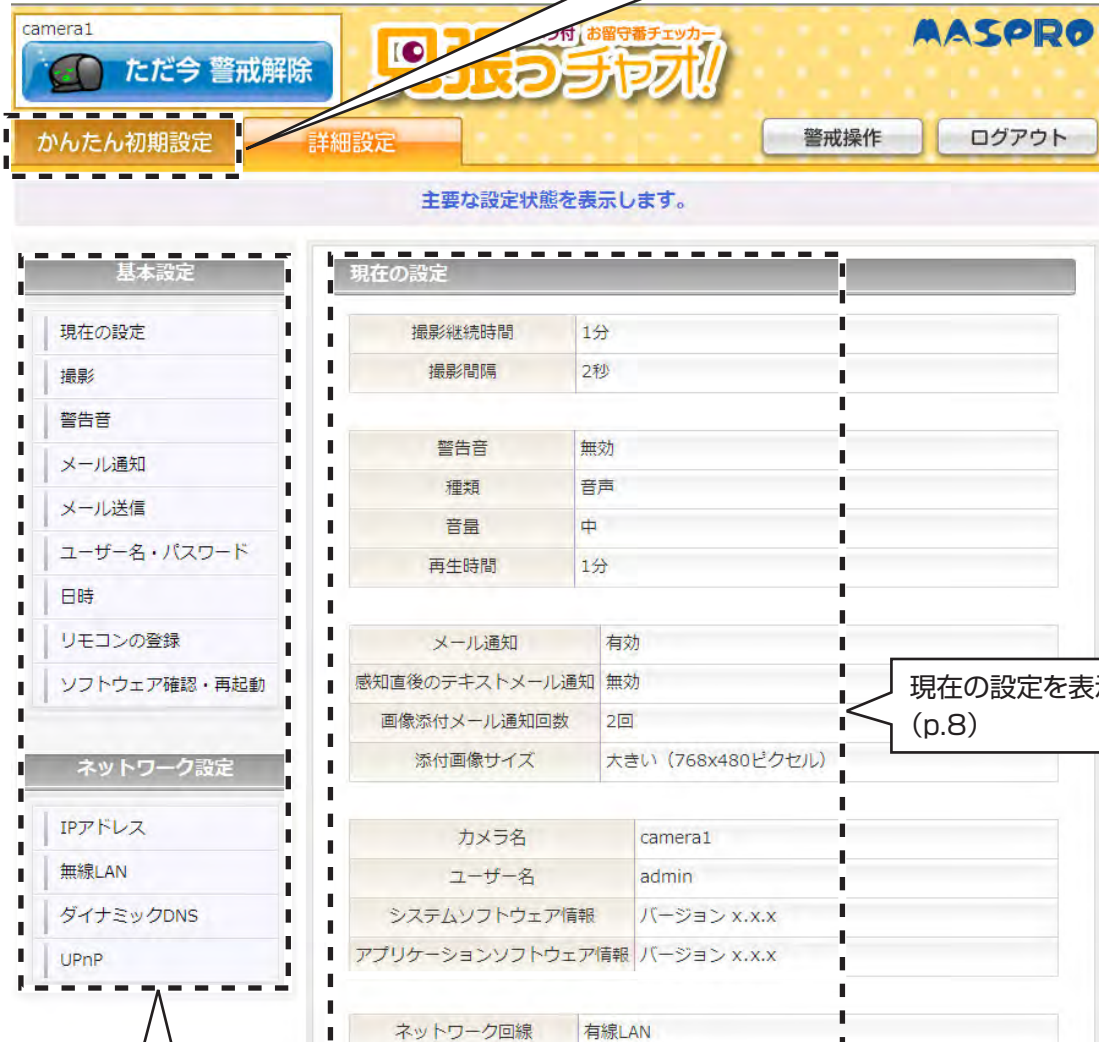 camera1
ただ今 警戒解除
付 お留守番チェッカー
張っチャオ!
MASPRO
かんたん初期設定
詳細設定
警戒操作
ログアウト
主要な設定状態を表示します。
基本設定
現在の設定
撮影
警告音
メール通知
メール送信
ユーザー名・パスワード
日時
リモコンの登録
ソフトウェア確認・再起動
ネットワーク設定
IPアドレス
無線LAN
ダイナミックDNS
UPnP
現在の設定
撮影継続時間 1分
撮影間隔 2秒
警告音 無効
種類 音声
音量 中
再生時間 1分
メール通知 有効
感知直後のテキストメール通知 無効
画像添付メール通知回数 2回
添付画像サイズ 大きい（768x480ピクセル）
カメラ名 camera1
ユーザー名 admin
システムソフトウェア情報 バージョン x.x.x
アプリケーションソフトウェア情報 バージョン x.x.x
ネットワーク回線 有線LAN
現在の設定を表
(p.8)